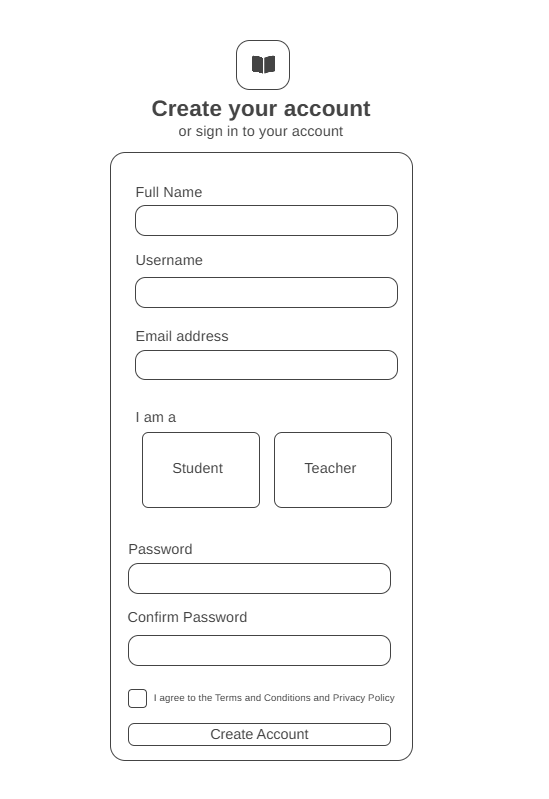 Create your account
or sign in to your account
Full Name
Username
Email address
I am a
Student
Teacher
Password
Confirm Password
I agree to the Terms and Conditions and Privacy Policy
Create Account